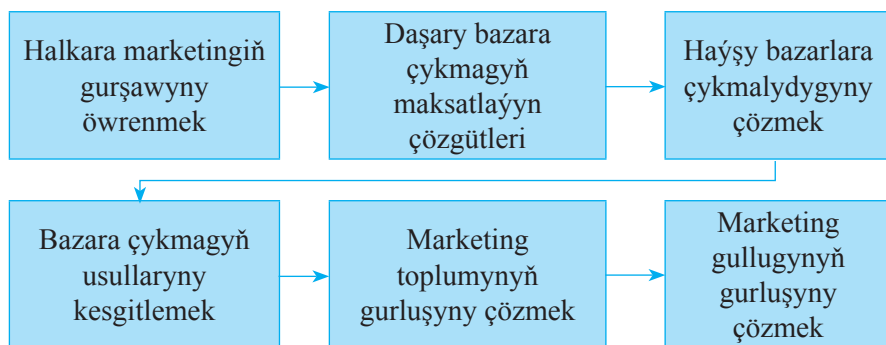 Halkara marketingiň
gurşawyny
öwrenmek
Daşary bazara
çykmagyň
maksatlaýyn
çözgütleri
Haýşy bazarlara
çykmalydygyny
çözmek
Bazara çykmagyň
usullaryny
kesgitlemek
Marketing
toplumynyň
gurluşyny çözmek
Marketing
gullugynyň
gurluşyny
çözmek